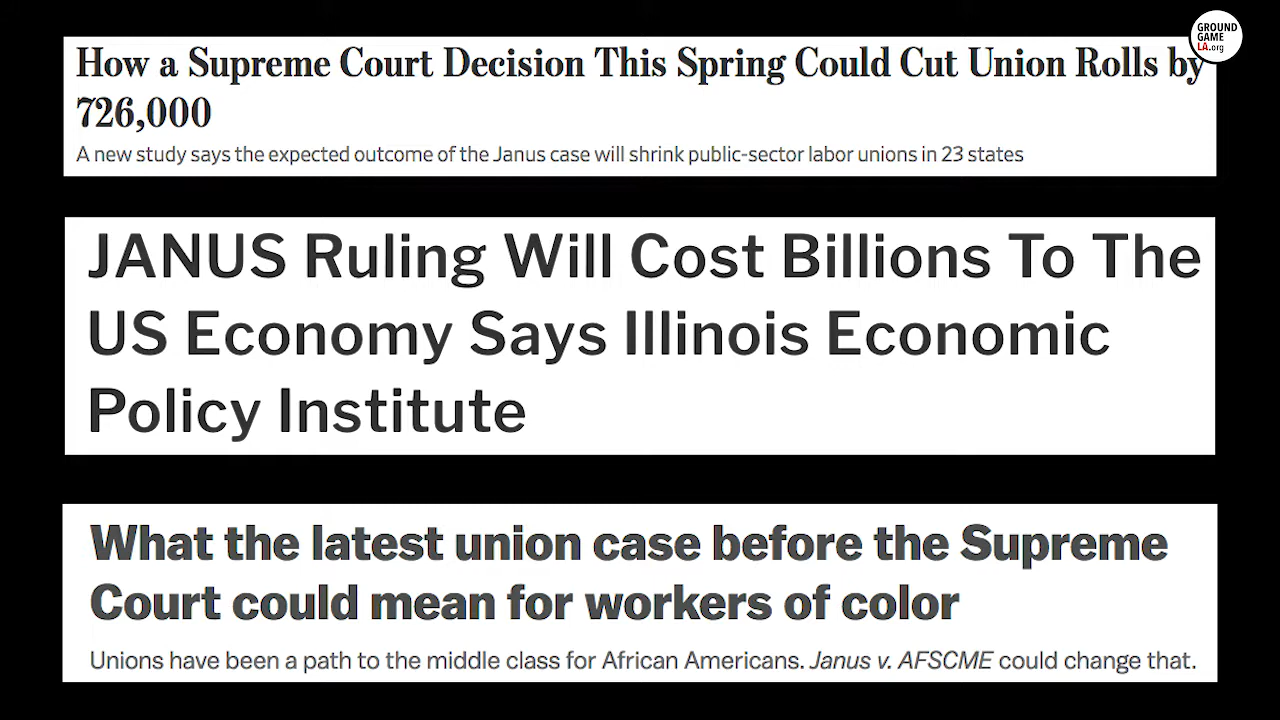 GROUND
GAME
LA.org
How a Supreme Court Decision This Spring Could Cut Union Rolls by
726,000
A new study says the expected outcome of the Janus case will shrink public-sector labor unions in 23 states
JANUS Ruling Will Cost Billions To The
US Economy Says Illinois Economic
Policy Institute
What the latest union case before the Supreme
Court could mean for workers of color
Unions have been a path to the middle class for African Americans. Janus v. AFSCME could change that.